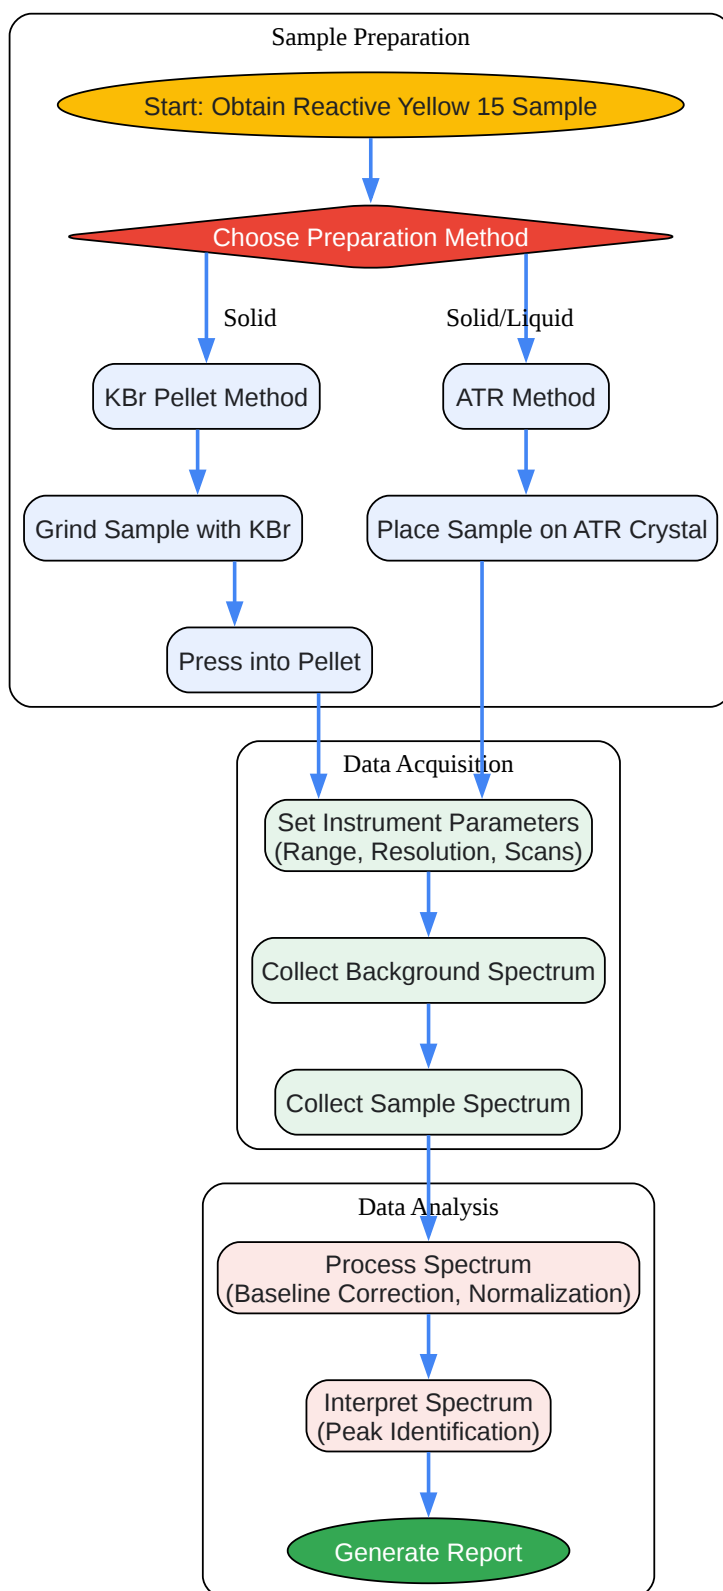 Sample Preparation
Start: Obtain Reactive Yellow 15 Sample
Choose Preparation Method
Solid
Solid/Liquid
KBr Pellet Method
ATR Method
Grind Sample with KBr
Place Sample on ATR Crystal
Press into Pellet
Data Acquisition
Set Instrument Parameters
(Range, Resolution, Scans)
Collect Background Spectrum
Collect Sample Spectrum
Data Analysis
Process Spectrum
(Baseline Correction, Normalization)
Interpret Spectrum
(Peak Identification)
Generate Report